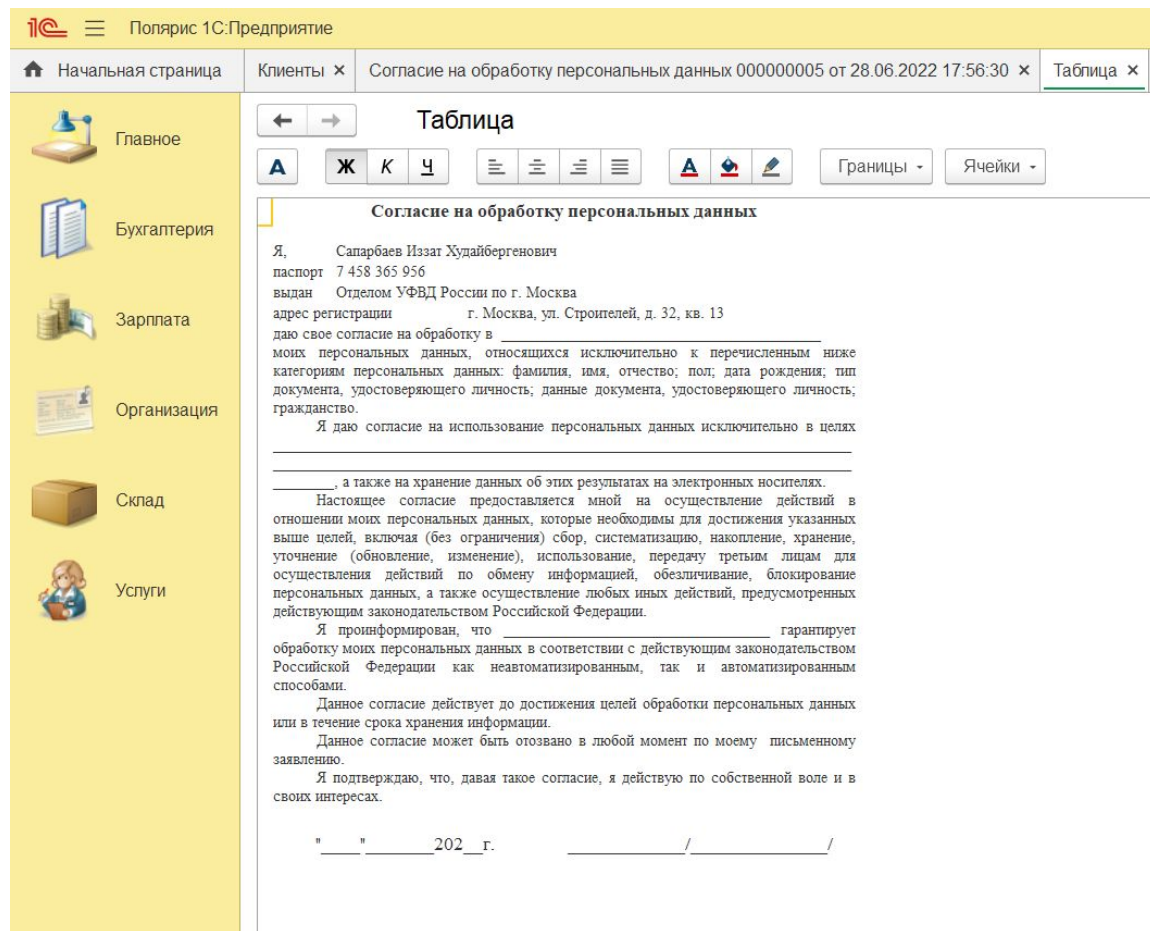 1С Полярис 1С:Предприятие
Начальная страница Клиенты × Согласие на обработку персональных данных 000000005 от 28.06.2022 17:56:30 × Таблица ×
Главное
Бухгалтерия
Зарплата
Организация
Склад
Услуги
← → Таблица
А Ж К Ч А Границы Ячейки
Согласие на обработку персональных данных
Я, Сапарбаев Иззат Худайбергенович
паспорт 7 458 365 956
выдан Отделом УФВД России по г. Москва
адрес регистрации г. Москва, ул. Строителей, д. 32, кв. 13
даю свое согласие на обработку в ____________________
моих персональных данных, относящихся исключительно к перечисленным ниже
категориям персональных данных: фамилия, имя, отчество; пол; дата рождения; тип
документа, удостоверяющего личность; данные документа, удостоверяющего личность;
гражданство.
Я даю согласие на использование персональных данных исключительно в целях
____________________
____________________
________, а также на хранение данных об этих результатах на электронных носителях.
Настоящее согласие предоставляется мной на осуществление действий в
отношении моих персональных данных, которые необходимы для достижения указанных
выше целей, включая (без ограничения) сбор, систематизацию, накопление, хранение,
уточнение (обновление, изменение), использование, передачу третьим лицам для
осуществления действий по обмену информацией, обезличивание, блокирование
персональных данных, а также осуществление любых иных действий, предусмотренных
действующим законодательством Российской Федерации.
Я проинформирован, что ____________________ гарантирует
обработку моих персональных данных в соответствии с действующим законодательством
Российской Федерации как неавтоматизированным, так и автоматизированным
способами.
Данное согласие действует до достижения целей обработки персональных данных
или в течение срока хранения информации.
Данное согласие может быть отозвано в любой момент по моему письменному
заявлению.
Я подтверждаю, что, давая такое согласие, я действую по собственной воле и в
своих интересах.
"____"_______202__г. ____________/______________/